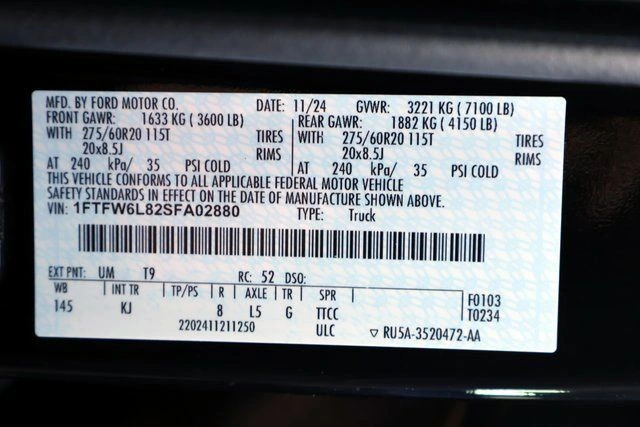 MFD. BY FORD MOTOR CO. DATE: 11/24 GVWR: 3221 KG ( 7100 LB)
FRONT GAWR: 1633 KG ( 3600 LB) REAR GAWR: 1882 KG ( 4150 LB)
WITH 275/60R20 115T TIRES WITH 275/60R20 115T TIRES
20x8.5J RIMS 20x8.5J RIMS
AT 240 kPa/ 35 PSI COLD AT 240 kPa/ 35 PSI COLD
THIS VEHICLE CONFORMS TO ALL APPLICABLE FEDERAL MOTOR VEHICLE
SAFETY STANDARDS IN EFFECT ON THE DATE OF MANUFACTURE SHOWN ABOVE.
VIN: 1FTFW6L82SFA02880 TYPE: Truck
EXT PNT: UM T9 RC: 52 DSO:
WB INT TR TP/PS R AXLE TR SPR F0103
145 KJ 8 L5 G TTCC T0234
2202411211250 ULC ▽ RU5A-3520472-AA